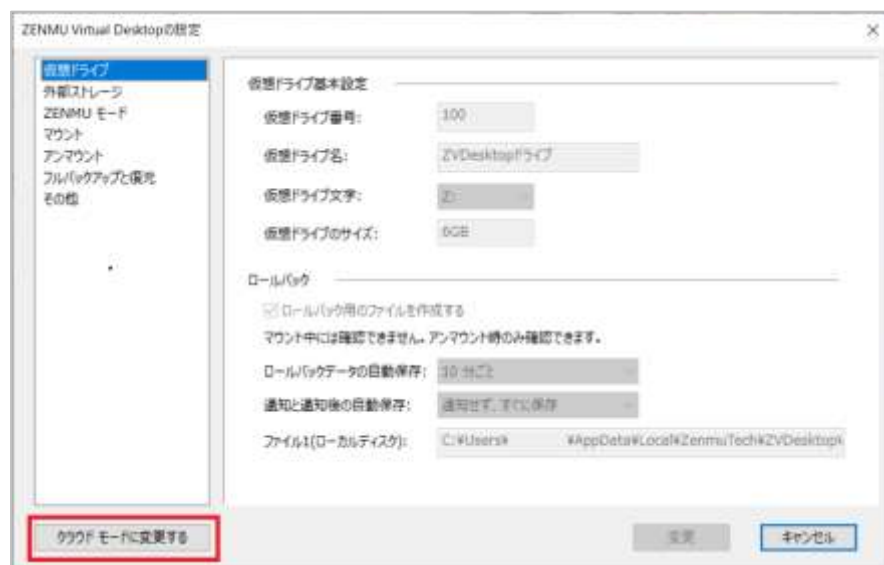 ZENMU Virtual Desktopの設定
仮想ドライブ
外部ストレージ
ZENMU モード
マウント
アンマウント
フルバックアップと復元
その他
仮想ドライブ基本設定
仮想ドライブ番号: 100
仮想ドライブ名: ZVDesktopドライブ
仮想ドライブ文字: Z:
仮想ドライブのサイズ: 6GB
ロールバック
ロールバック用のファイルを作成する
マウント中には確認できません。アンマウント時のみ確認できます。
ロールバックデータの自動保存: 10 分ごと
通知と通知後の自動保存: 通知せず、すぐに保存
ファイル1(ローカルディスク): C:¥Users¥ ¥AppData¥Local¥ZenmuTech¥ZVDesktop¥
クラウド モードに変更する
変更
キャンセル